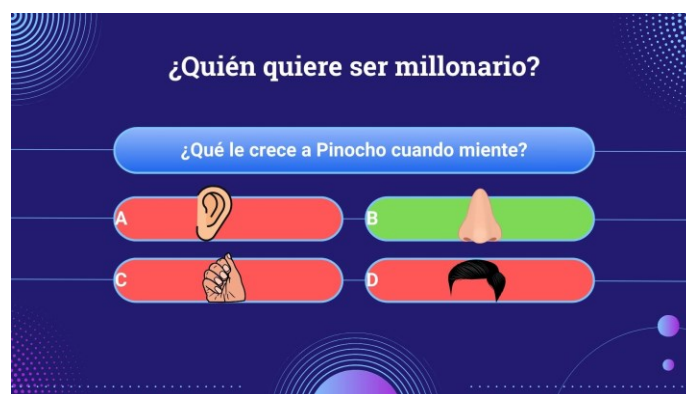 ¿Quién quiere ser millonario?
¿Qué le crece a Pinocho cuando miente?
A
B
C
D